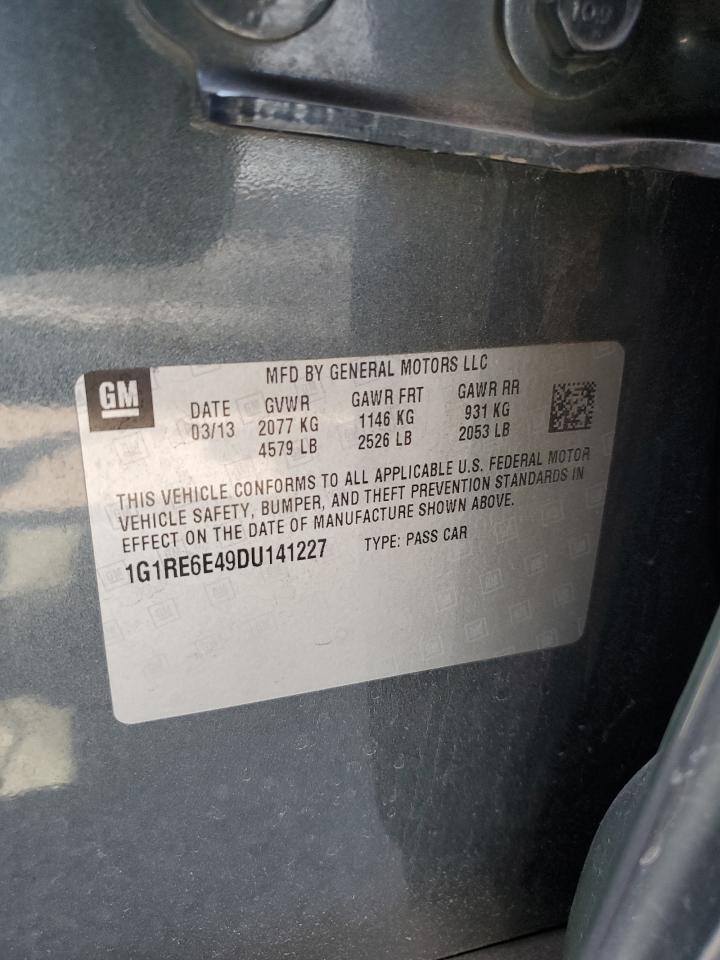 109
GM
MFD BY GENERAL MOTORS LLC
DATE GVWR GAWR FRT GAWR RR
03/13 2077 KG 1146 KG 931 KG
4579 LB 2526 LB 2053 LB
THIS VEHICLE CONFORMS TO ALL APPLICABLE U.S. FEDERAL MOTOR
VEHICLE SAFETY, BUMPER, AND THEFT PREVENTION STANDARDS IN
EFFECT ON THE DATE OF MANUFACTURE SHOWN ABOVE.
1G1RE6E49DU141227 TYPE: PASS CAR